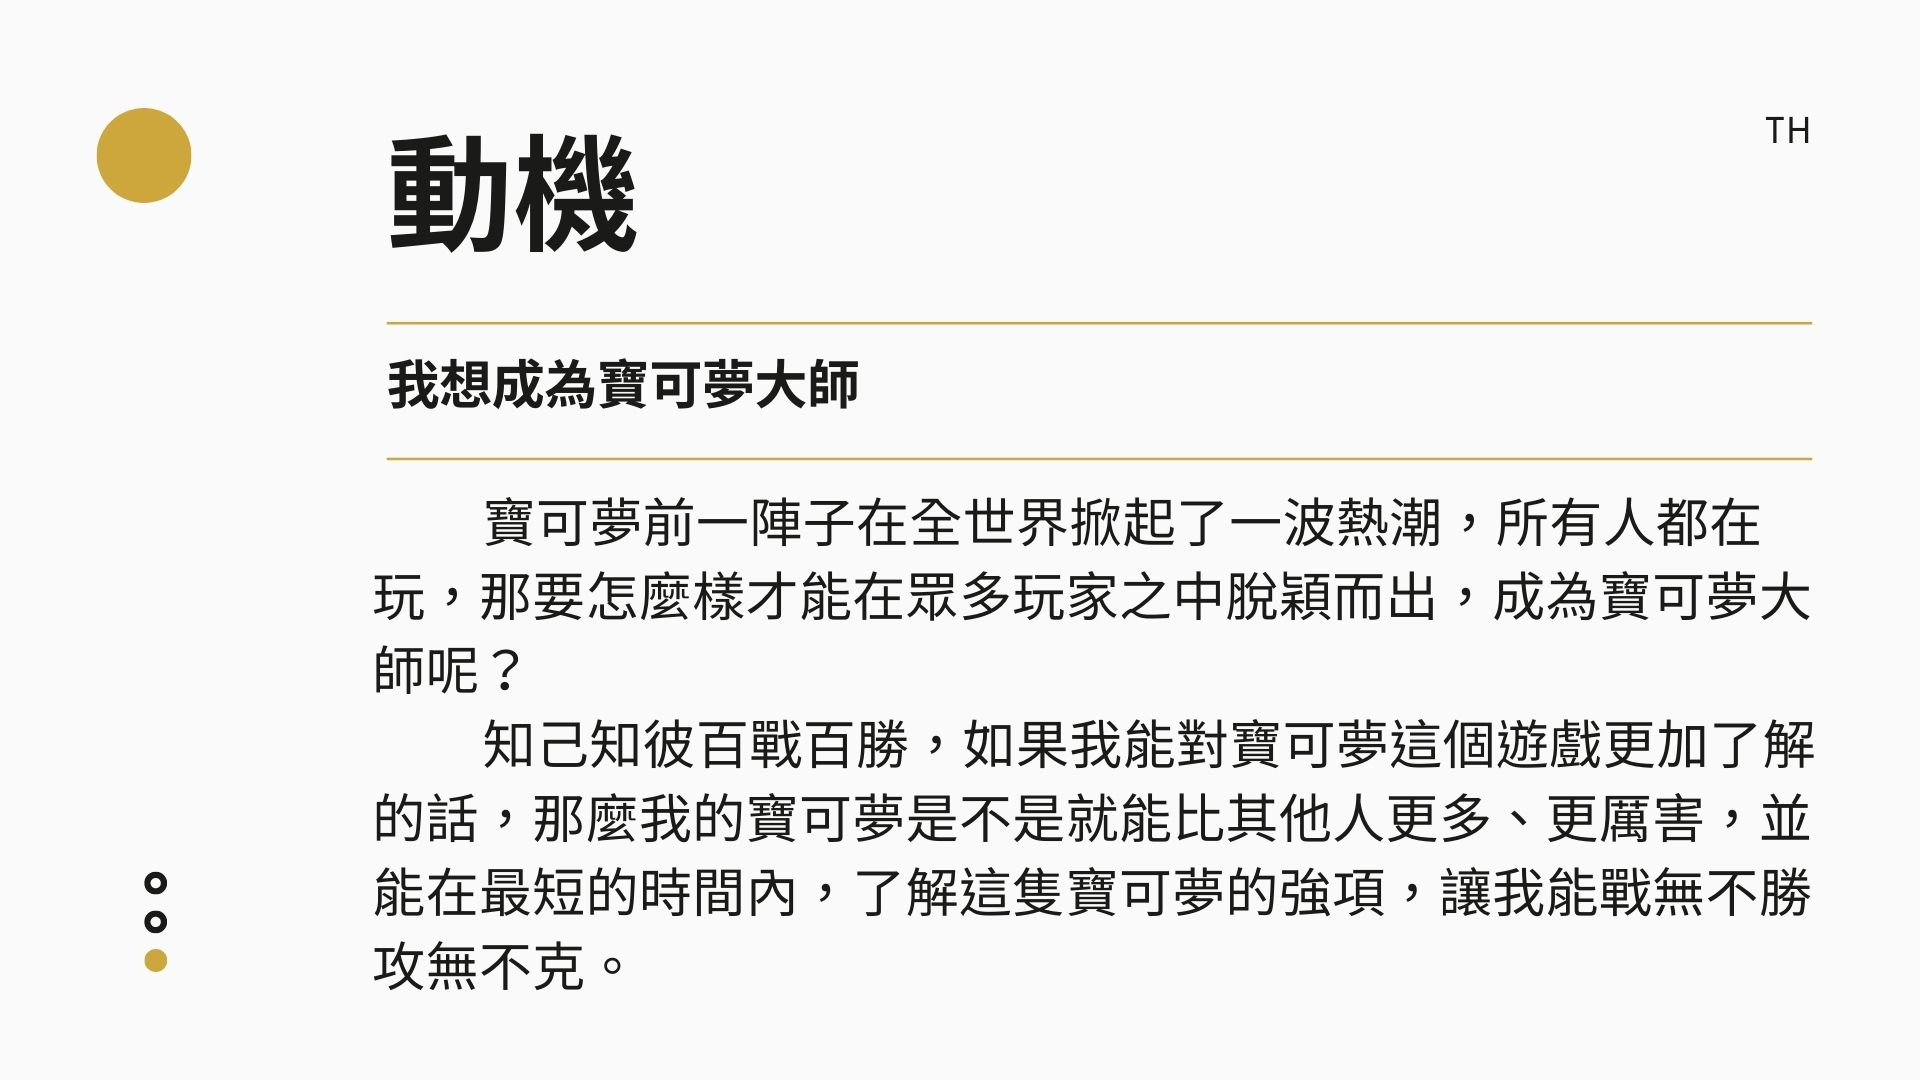 動機
TH
我想成為寶可夢大師
寶可夢前一陣子在全世界掀起了一波熱潮，所有人都在
玩，那要怎麼樣才能在眾多玩家之中脫穎而出，成為寶可夢大
師呢？
知己知彼百戰百勝，如果我能對寶可夢這個遊戲更加了解
的話，那麼我的寶可夢是不是就能比其他人更多、更厲害，並
能在最短的時間內，了解這隻寶可夢的強項，讓我能戰無不勝
攻無不克。